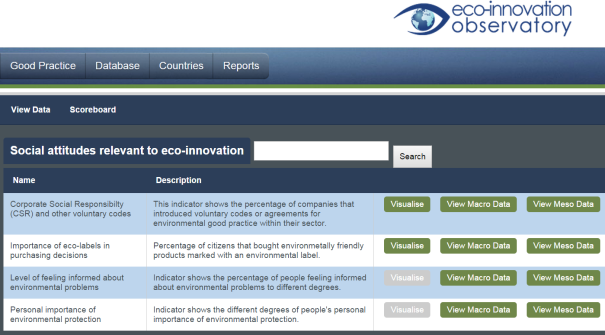 eco-innovation
observatory
Good Practice Database Countries Reports
View Data Scoreboard
Social attitudes relevant to eco-innovation Search
Name Description
Corporate Social Responsibilty
(CSR) and other voluntary codes
This indicator shows the percentage of companies that
introduced voluntary codes or agreements for
environmental good practice within their sector.
Visualise View Macro Data View Meso Data
Importance of eco-labels in
purchasing decisions
Percentage of citizens that bought environmetally friendly
products marked with an environmental label.
Visualise View Macro Data View Meso Data
Level of feeling informed about
environmental problems
Indicator shows the percentage of people feeling informed
about environmental problems to different degrees.
Visualise View Macro Data View Meso Data
Personal importance of
environmental protection
Indicator shows the different degrees of people's personal
importance of environmental protection.
Visualise View Macro Data View Meso Data